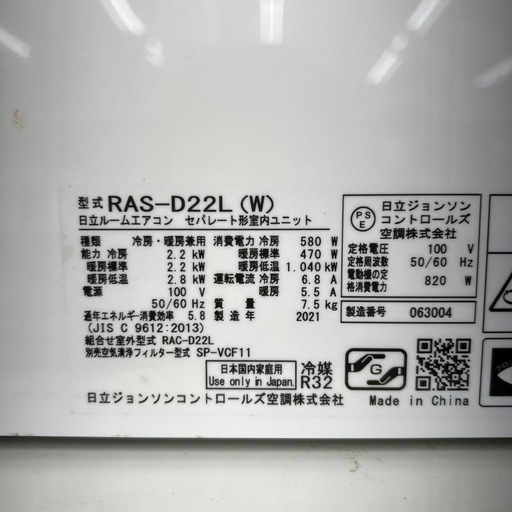 型式 RAS-D22L (W)
日立ルームエアコン セパレート形室内ユニット
種類 冷房・暖房兼用 消費電力 冷房 580 W
能力 冷房 2.2 kW 暖房標準 470 W
暖房標準 2.2 kW 暖房低温 1.040 kW
暖房低温 2.8 kW 運転電流 冷房 6.8 A
電源 100 V 暖房 5.5 A
50/60 Hz 質量 7.5 kg
通年エネルギー消費効率 5.8 製造年 2021
(JIS C 9612:2013)
組合せ室外型式 RAC-D22L
別売空気清浄フィルター型式 SP-VCF11
日本国内家庭用
Use only in Japan.
冷媒
R32
日立ジョンソンコントロールズ空調株式会社
PS
E
日立ジョンソン
コントロールズ
空調株式会社
定格電圧 100 V
定格周波数 50/60 Hz
電動機の定
格消費電力 820 W
製造番号 063004
G
Made in China